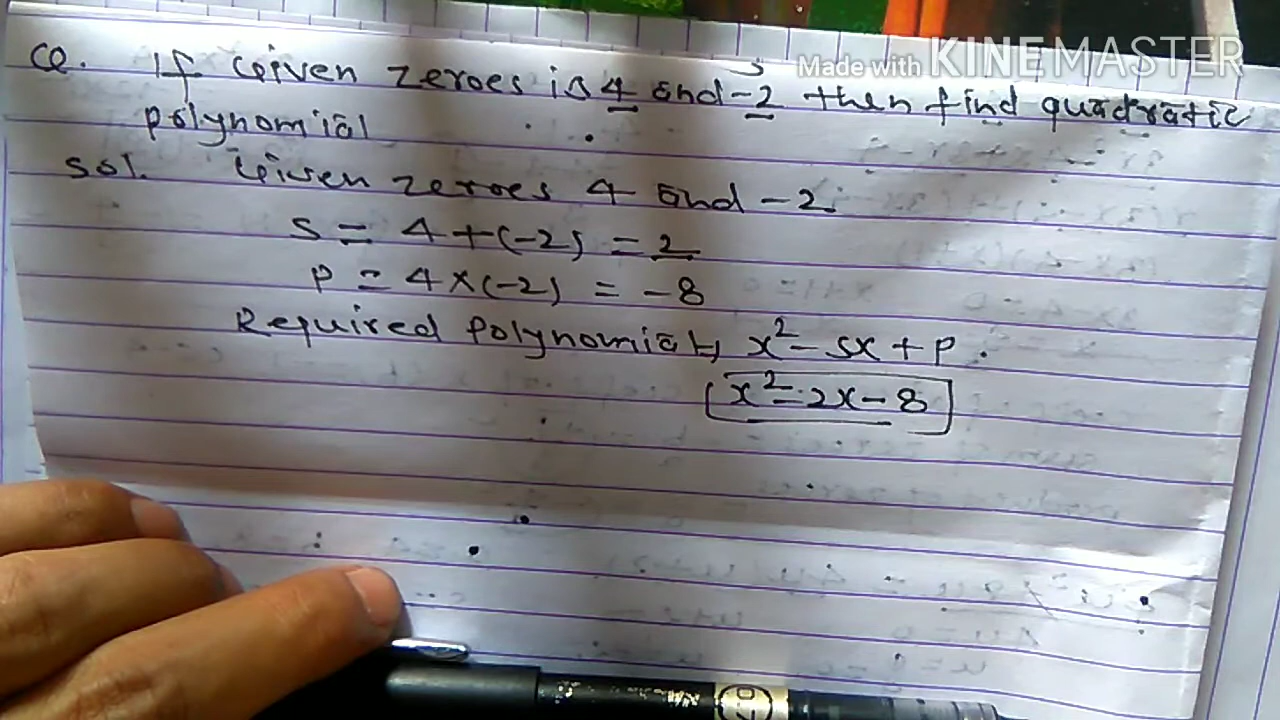 Made with KINEMASTER
Q. If Given zeroes is 4 and -2 then find quadratic
polynomial
Sol. Given zeroes 4 and -2.
S = 4+(-2) = 2
P = 4×(-2) = -8
Required Polynomial, x² - Sx + P.
x² - 2x - 8